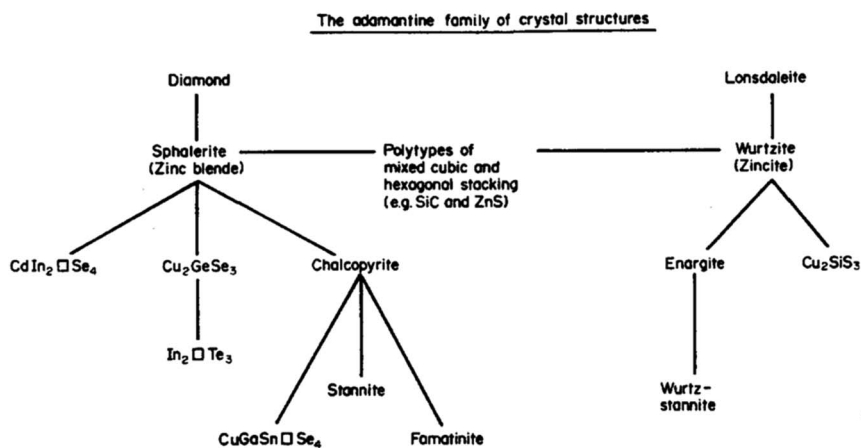 The adamantine family of crystal structures
Diamond
Lonsdaleite
Sphalerite
(Zinc blende)
Polytypes of
mixed cubic and
hexagonal stacking
(e.g. SiC and ZnS)
Wurtzite
(Zincite)
CdIn₂□Se₄
Cu₂GeSe₃
Chalcopyrite
Enargite
Cu₂SiS₃
In₂□Te₃
Stannite
Wurtz-
stannite
CuGaSn□Se₄
Famatinite